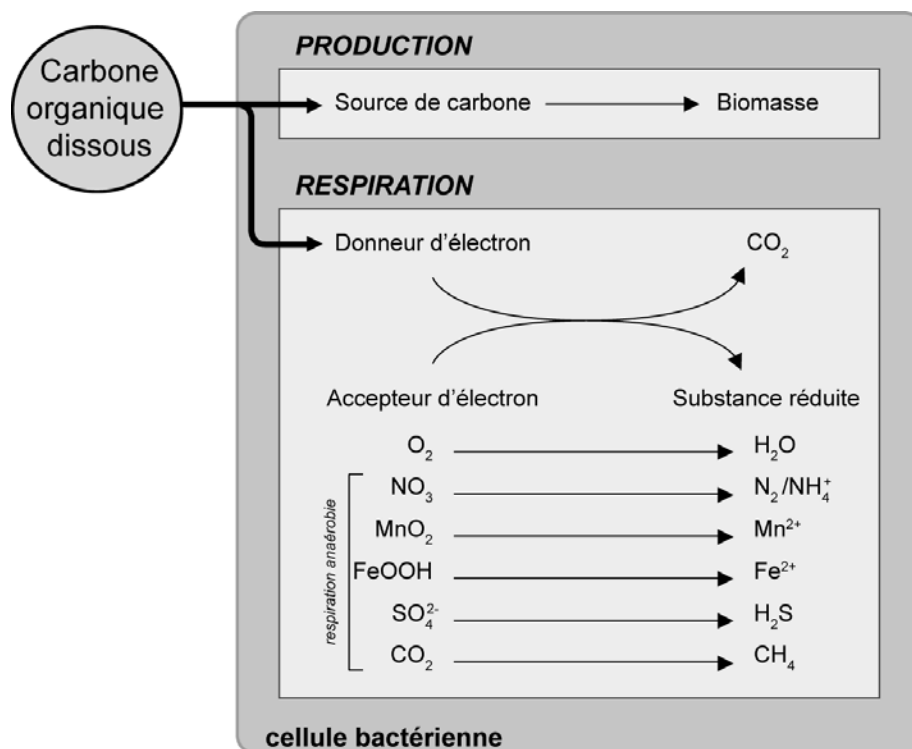 Carbone
organique
dissous
PRODUCTION
Source de carbone
Biomasse
RESPIRATION
Donneur d'électron
CO₂
Accepteur d'électron
Substance réduite
O₂
H₂O
respiration anaérobie
NO₃
N₂/NH₄⁺
MnO₂
Mn²⁺
FeOOH
Fe²⁺
SO₄²⁻
H₂S
CO₂
CH₄
cellule bactérienne